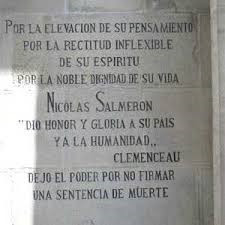 POR LA ELEVACION DE SU PENSAMIENTO
POR LA RECTITUD INFLEXIBLE
DE SU ESPIRITU
POR LA NOBLE DIGNIDAD DE SU VIDA
NICOLAS SALMERON
"DIO HONOR Y GLORIA A SU PAIS
Y A LA HUMANIDAD,,
CLEMENCEAU
DEJO EL PODER POR NO FIRMAR
UNA SENTENCIA DE MUERTE